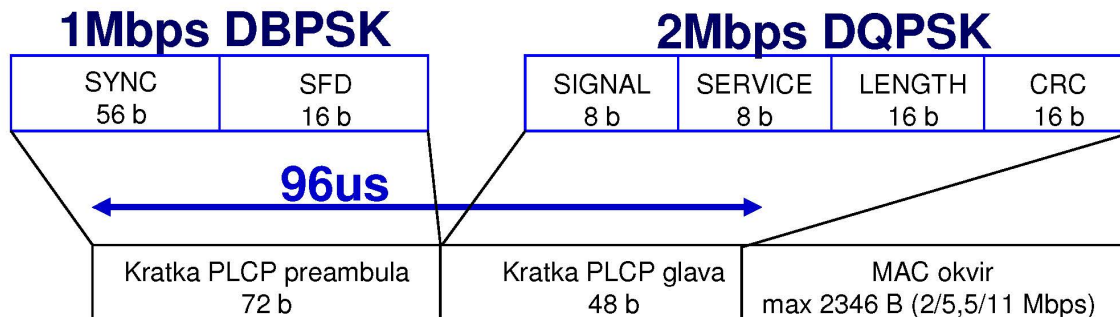 1Mbps DBPSK
2Mbps DQPSK
SYNC
56 b
SFD
16 b
SIGNAL
8 b
SERVICE
8 b
LENGTH
16 b
CRC
16 b
96us
Kratka PLCP preambula
72 b
Kratka PLCP glava
48 b
MAC okvir
max 2346 B (2/5,5/11 Mbps)